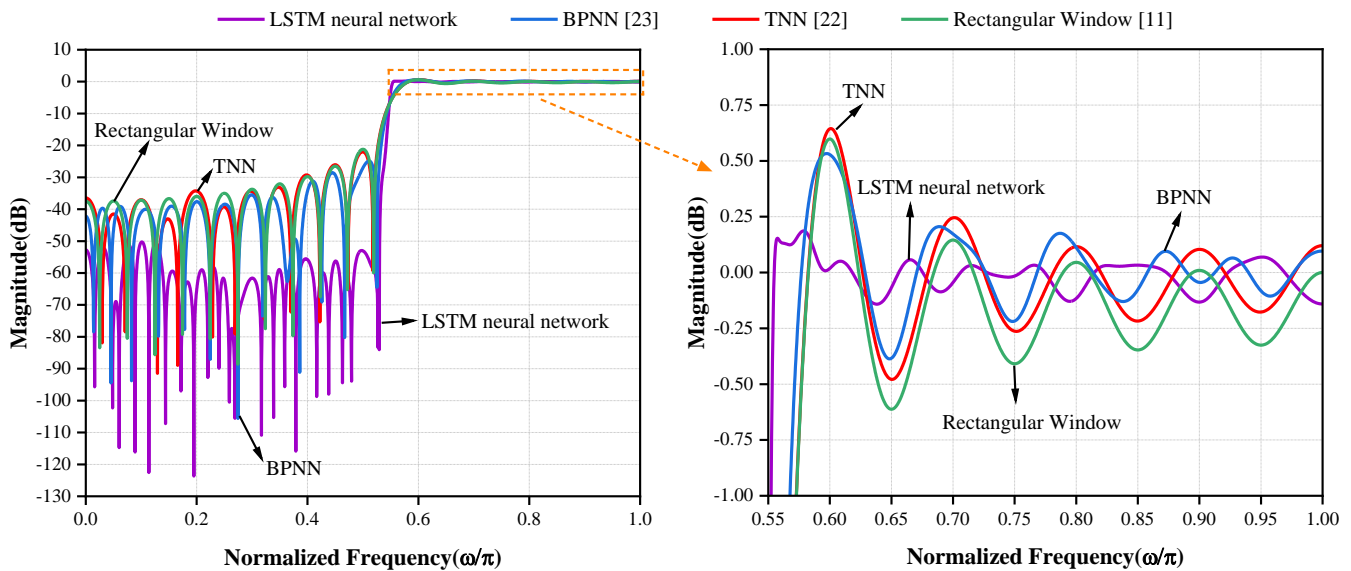 LSTM neural network BPNN [23] TNN [22] Rectangular Window [11]
10
0
-10
-20
-30
-40
-50
-60
-70
-80
-90
-100
-110
-120
-130
Magnitude(dB)
Rectangular Window
TNN
LSTM neural network
BPNN
0.0 0.2 0.4 0.6 0.8 1.0
Normalized Frequency(ω/π)
1.00
0.75
0.50
0.25
0.00
-0.25
-0.50
-0.75
-1.00
Magnitude(dB)
TNN
LSTM neural network
BPNN
Rectangular Window
0.55 0.60 0.65 0.70 0.75 0.80 0.85 0.90 0.95 1.00
Normalized Frequency(ω/π)